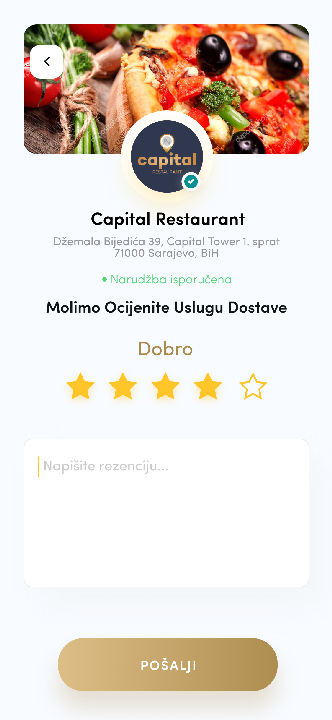 capital
RESTAURANT
Capital Restaurant
Džemala Bijedića 39, Capital Tower 1. sprat
71000 Sarajevo, BiH
Narudžba isporučena
Molimo Ocijenite Uslugu Dostave
Dobro
Napišite rezenciju...
POŠALJI